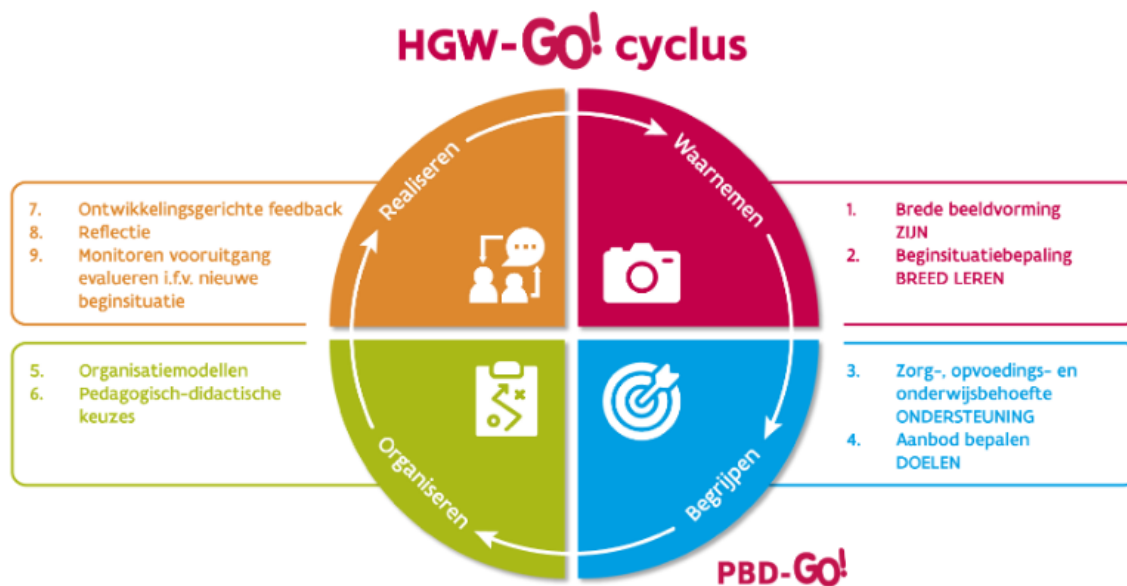 HGW-GO! cyclus
Realiseren
Waarnemen
7. Ontwikkelingsgerichte feedback
8. Reflectie
9. Monitoren vooruitgang
evalueren i.f.v. nieuwe
beginsituatie
1. Brede beeldvorming
ZIJN
2. Beginsituatiebepaling
BREED LEREN
5. Organisatiemodellen
6. Pedagogisch-didactische
keuzes
3. Zorg-, opvoedings- en
onderwijsbehoefte
ONDERSTEUNING
4. Aanbod bepalen
DOELEN
Organiseren
Begrijpen
PBD-GO!